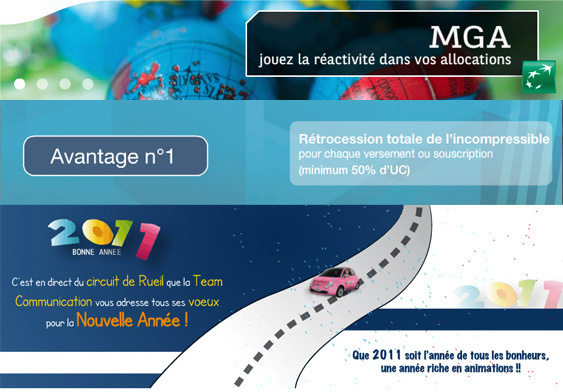 MGA
jouez la réactivité dans vos allocations
Avantage n°1
Rétrocession totale de l'incompressible
pour chaque versement ou souscription
(minimum 50% d'UC)
2011
BONNE ANNEE
C'est en direct du circuit de Rueil que la Team
Communication vous adresse tous ses voeux
pour la Nouvelle Année !
2011
Que 2011 soit l'année de tous les bonheurs,
une année riche en animations !!